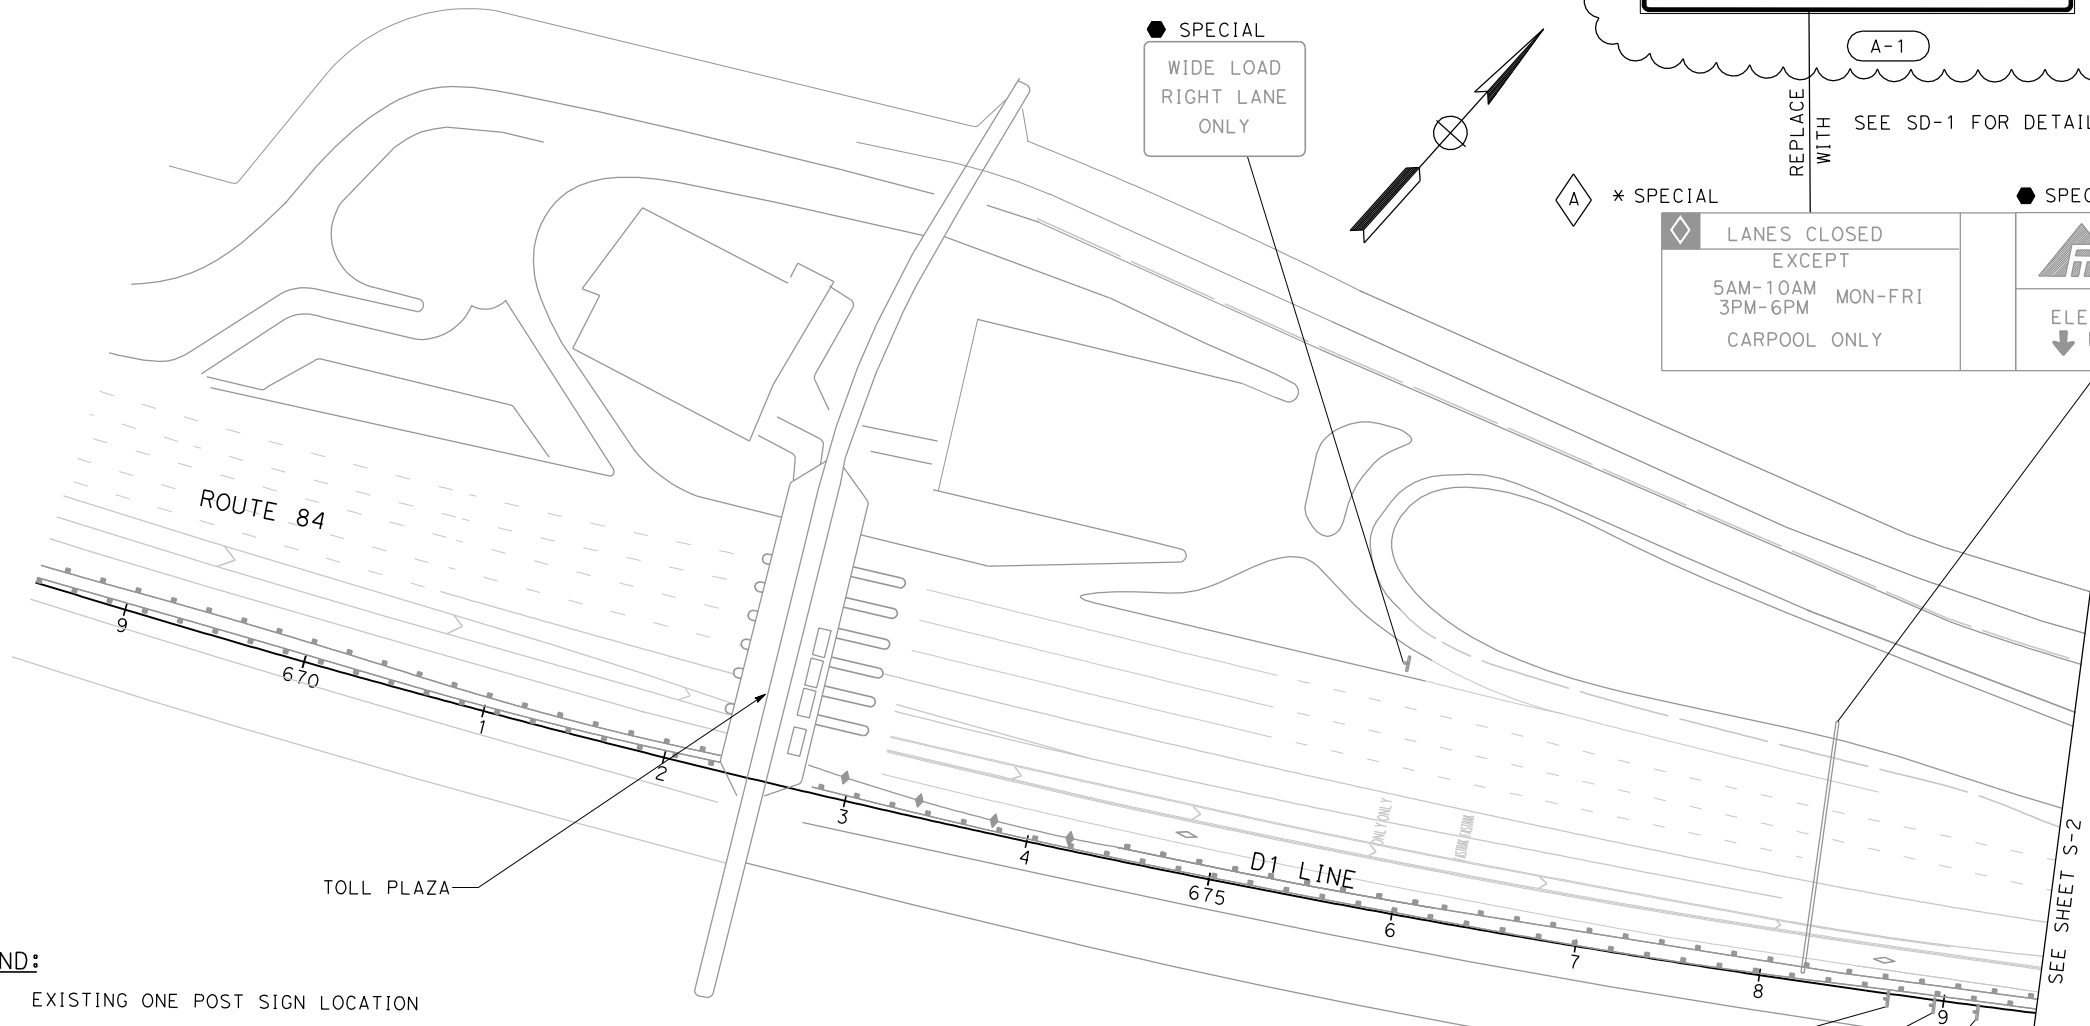 SPECIAL
WIDE LOAD
RIGHT LANE
ONLY
A-1
REPLACE
WITH
SEE SD-1 FOR DETAIL
A
* SPECIAL
LANES CLOSED
EXCEPT
5AM-10AM
3PM-6PM
MON-FRI
CARPOOL ONLY
SPEC
ELE
ROUTE 84
9
670
1
2
3
4
675
6
7
8
9
D1 LINE
ONLY ONLY
TOLL PLAZA
SEE SHEET S-2
ND:
EXISTING ONE POST SIGN LOCATION